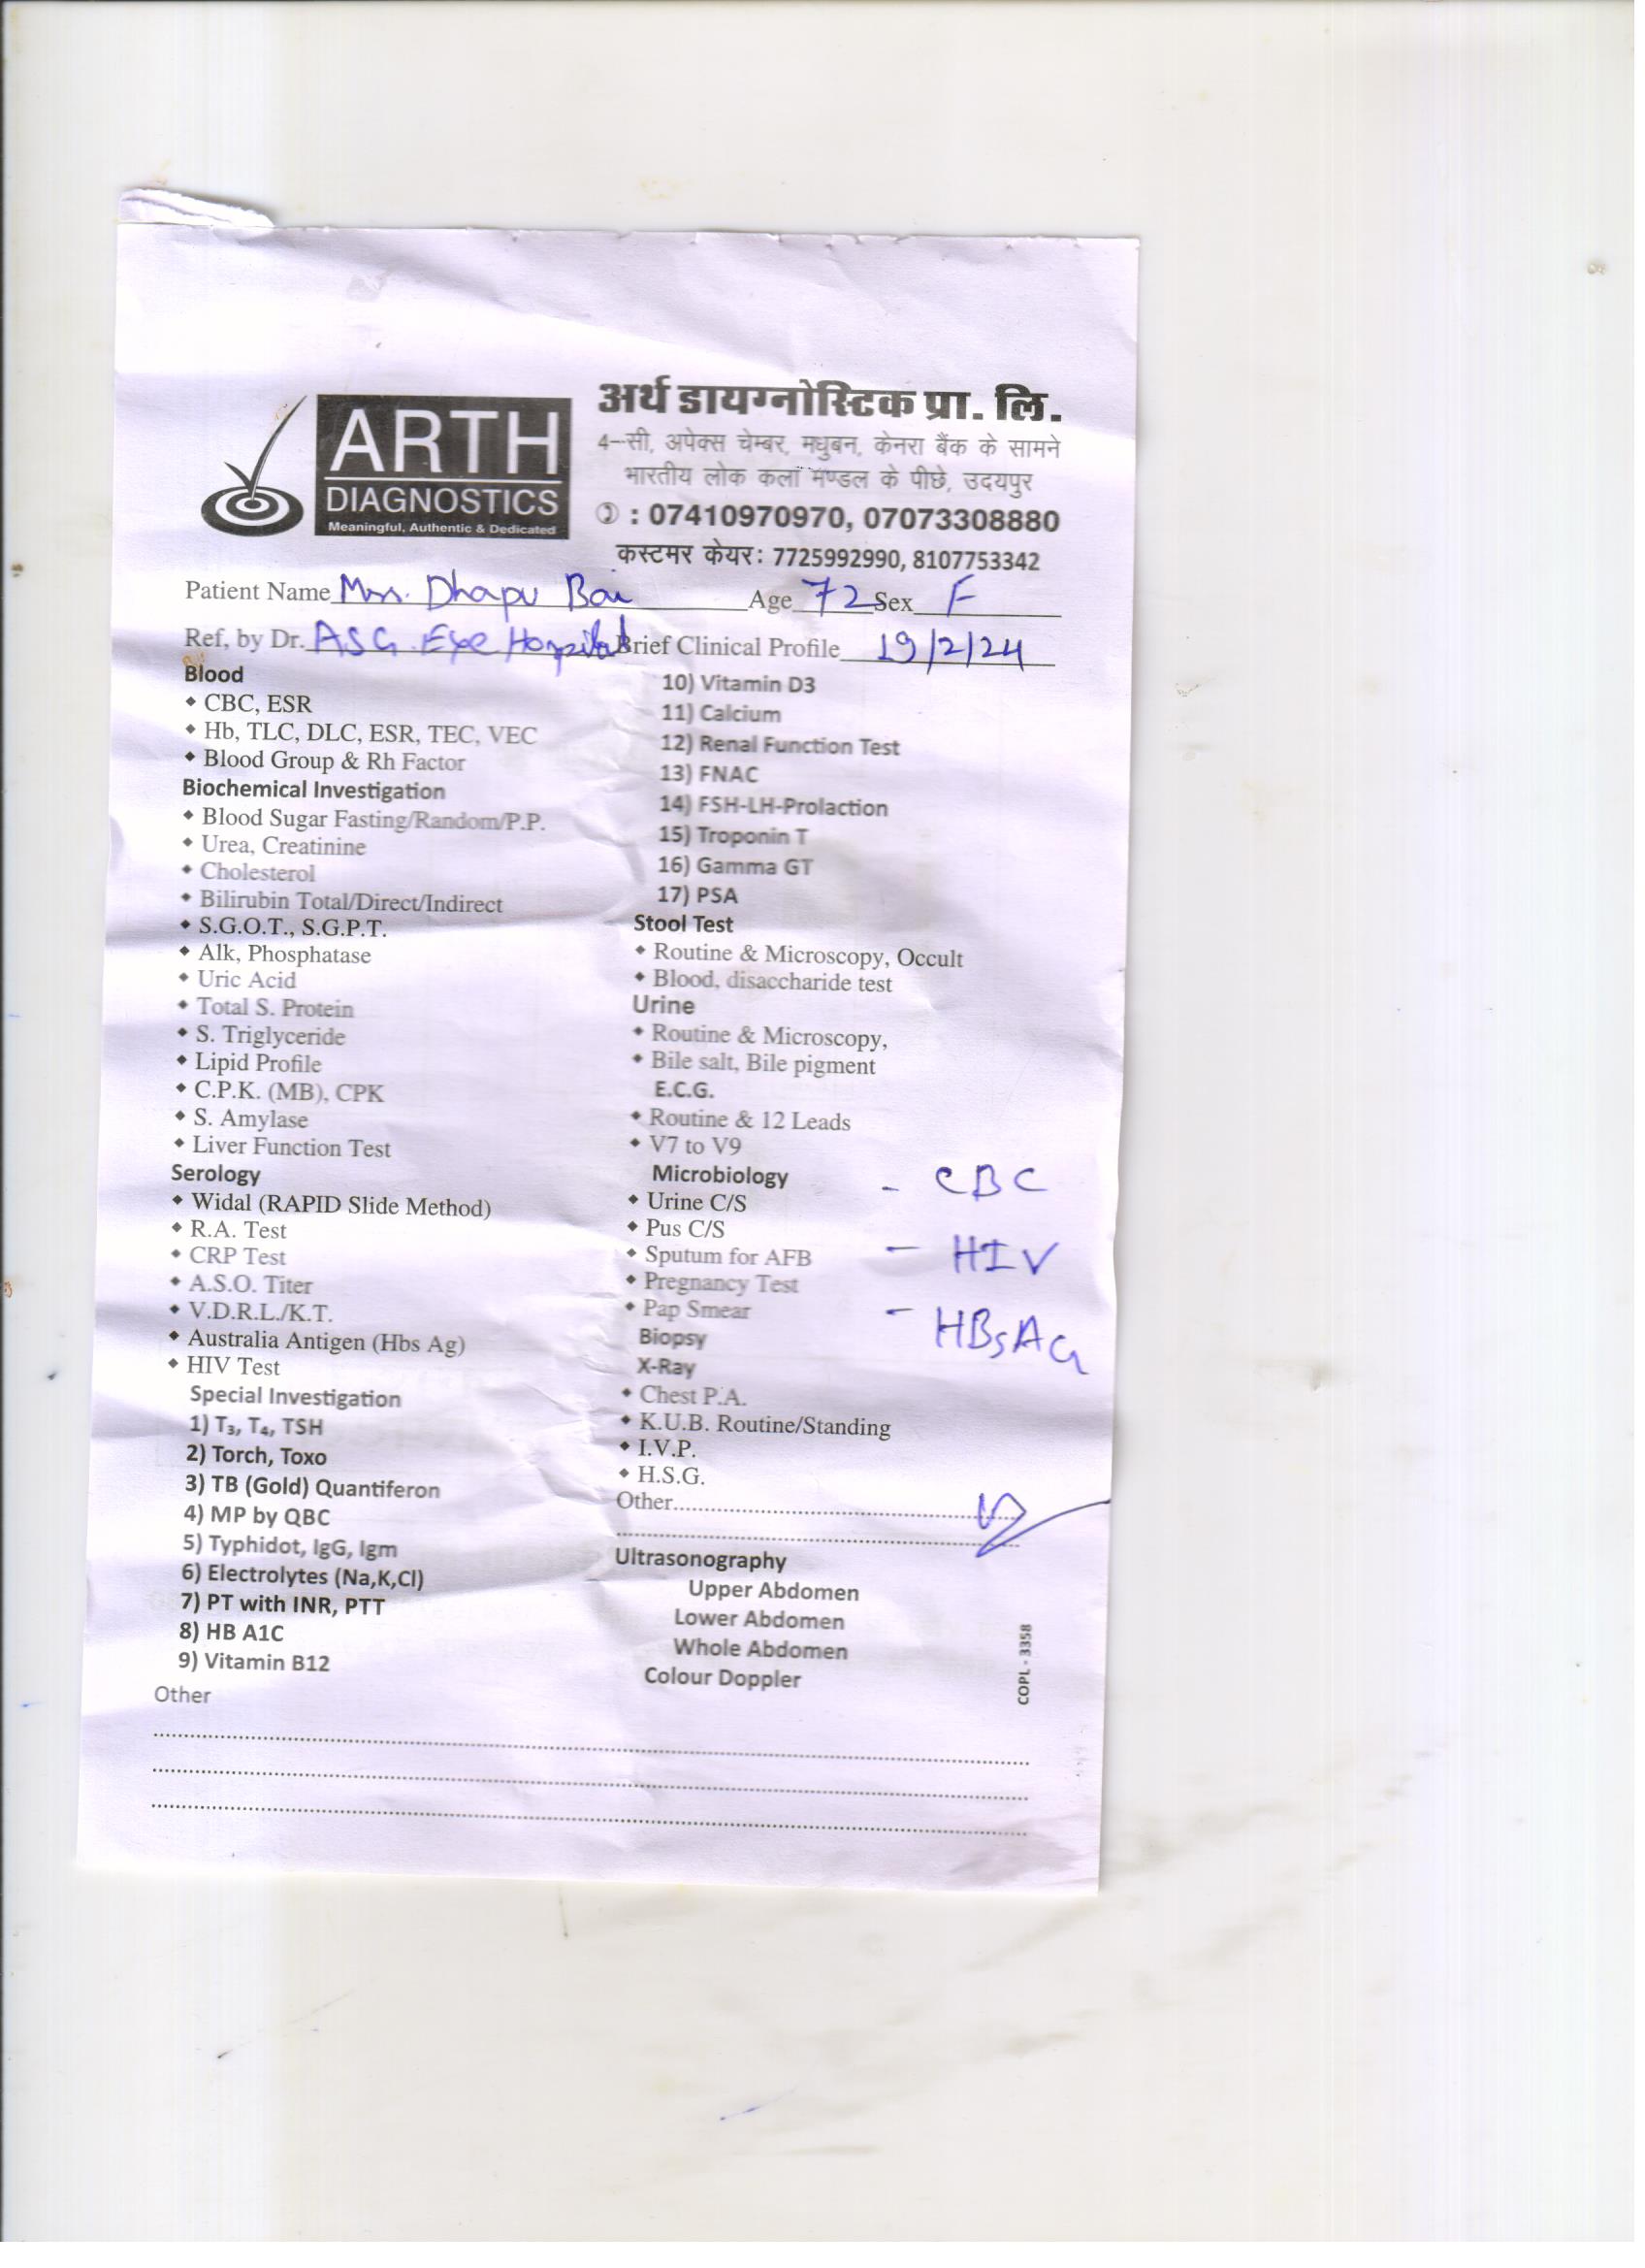 ARTH
DIAGNOSTICS
Meaningful, Authentic & Dedicated
अर्थ डायग्नोस्टिक प्रा. लि.
4-सी, अपेक्स चेम्बर, मधुबन, केनरा बैंक के सामने
भारतीय लोक कला मण्डल के पीछे, उदयपुर
: 07410970970, 07073308880
कस्टमर केयर: 7725992990, 8107753342
Patient Name Mrs. Dhapu Bai Age 72 Sex F
Ref, by Dr. ASG Eye Hospital Brief Clinical Profile 19/2/24
Blood
• CBC, ESR
• Hb, TLC, DLC, ESR, TEC, VEC
• Blood Group & Rh Factor
Biochemical Investigation
• Blood Sugar Fasting/Random/P.P.
• Urea, Creatinine
• Cholesterol
• Bilirubin Total/Direct/Indirect
• S.G.O.T., S.G.P.T.
• Alk, Phosphatase
• Uric Acid
• Total S. Protein
• S. Triglyceride
• Lipid Profile
• C.P.K. (MB), CPK
• S. Amylase
• Liver Function Test
Serology
• Widal (RAPID Slide Method)
• R.A. Test
• CRP Test
• A.S.O. Titer
• V.D.R.L./K.T.
• Australia Antigen (Hbs Ag)
• HIV Test
Special Investigation
1) T₃, T₄, TSH
2) Torch, Toxo
3) TB (Gold) Quantiferon
4) MP by QBC
5) Typhidot, IgG, Igm
6) Electrolytes (Na,K,Cl)
7) PT with INR, PTT
8) HB A1C
9) Vitamin B12
Other
10) Vitamin D3
11) Calcium
12) Renal Function Test
13) FNAC
14) FSH-LH-Prolaction
15) Troponin T
16) Gamma GT
17) PSA
Stool Test
• Routine & Microscopy, Occult
• Blood, disaccharide test
Urine
• Routine & Microscopy,
• Bile salt, Bile pigment
E.C.G.
• Routine & 12 Leads
• V7 to V9
Microbiology
• Urine C/S
• Pus C/S
• Sputum for AFB
• Pregnancy Test
• Pap Smear
Biopsy
X-Ray
• Chest P.A.
• K.U.B. Routine/Standing
• I.V.P.
• H.S.G.
Other
Ultrasonography
Upper Abdomen
Lower Abdomen
Whole Abdomen
Colour Doppler
- CBC
- HIV
- HBsAG
COPL - 3358